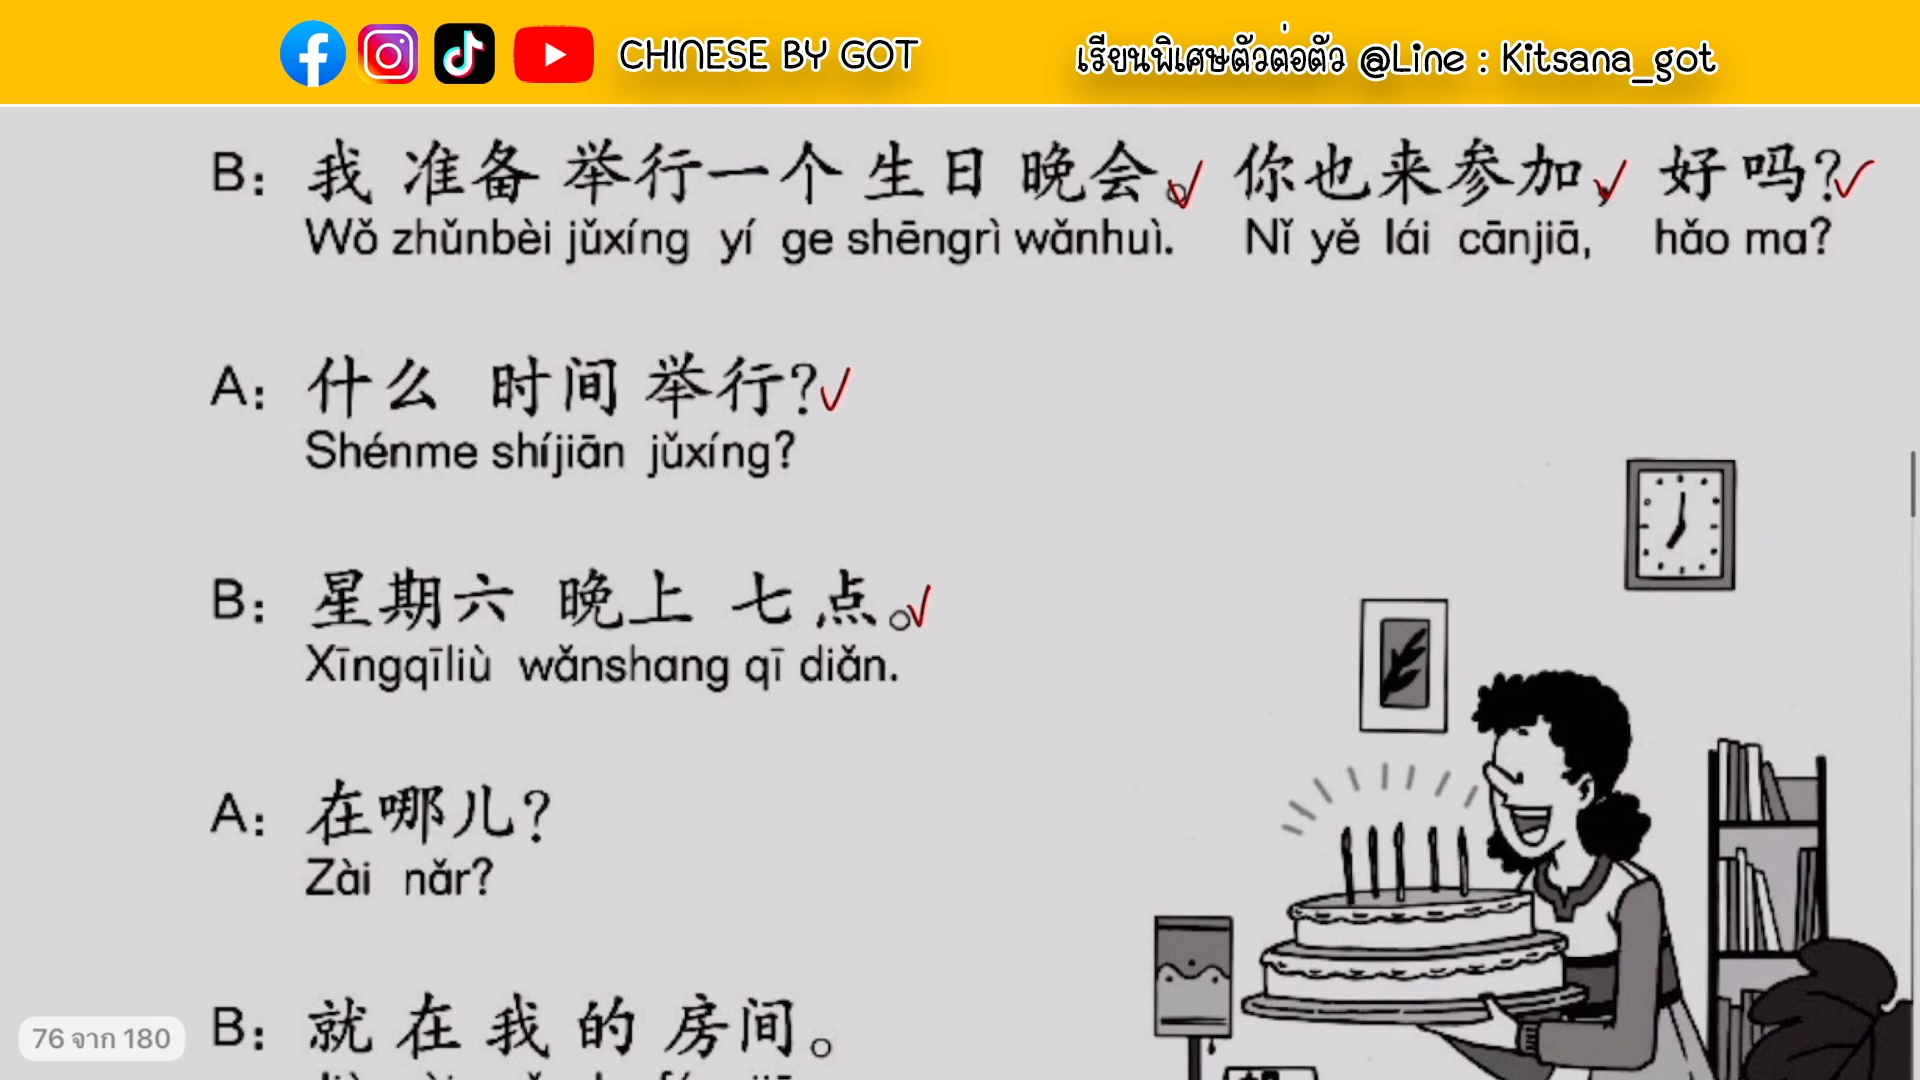 CHINESE BY GOT
เรียนพิเศษตัวต่อตัว @Line : Kitsana_got
B: 我 准备 举行一个 生日 晚会。 你也来参加, 好吗?
Wǒ zhǔnbèi jǔxíng yí ge shēngrì wǎnhuì. Nǐ yě lái cānjiā, hǎo ma?
A: 什么 时间 举行?
Shénme shíjiān jǔxíng?
B: 星期六 晚上 七 点。
Xīngqīliù wǎnshang qī diǎn.
A: 在哪儿?
Zài nǎr?
B: 就 在 我 的 房间。
76 จาก 180